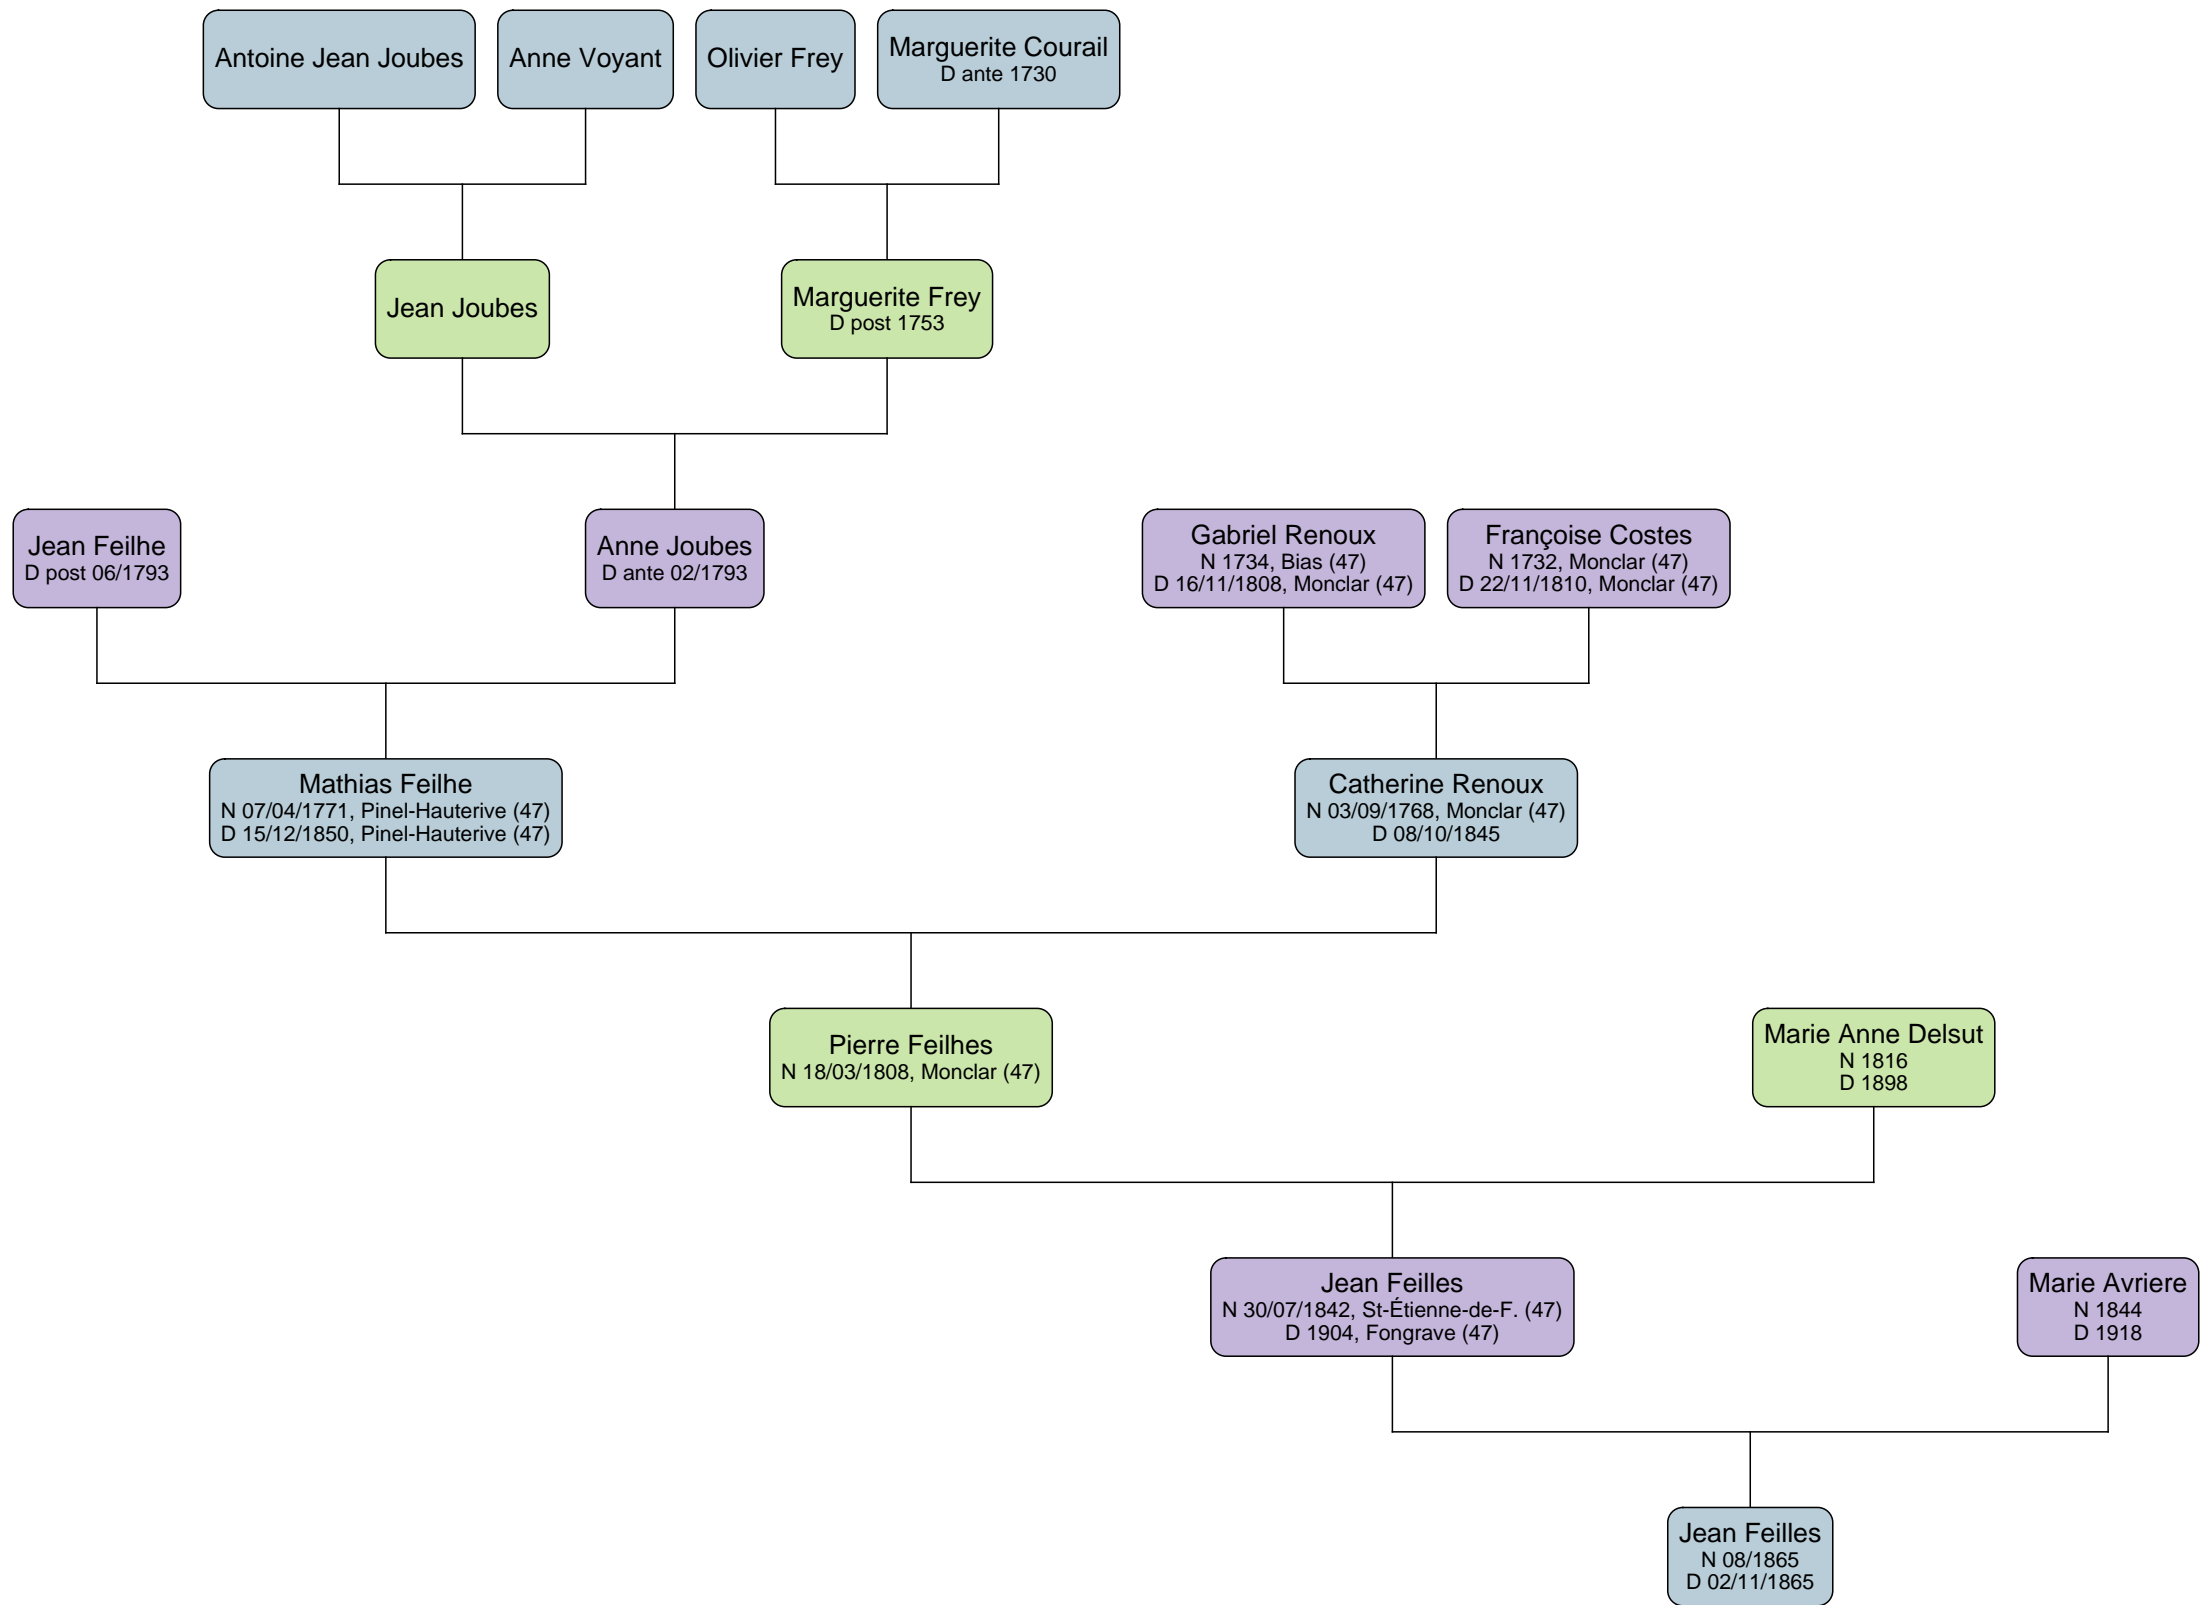 Antoine Jean Joubes
Anne Voyant
Olivier Frey
Marguerite Courail
D ante 1730
Jean Joubes
Marguerite Frey
D post 1753
Jean Feilhe
D post 06/1793
Anne Joubes
D ante 02/1793
Gabriel Renoux
N 1734, Bias (47)
D 16/11/1808, Monclar (47)
Françoise Costes
N 1732, Monclar (47)
D 22/11/1810, Monclar (47)
Mathias Feilhe
N 07/04/1771, Pinel-Hauterive (47)
D 15/12/1850, Pinel-Hauterive (47)
Catherine Renoux
N 03/09/1768, Monclar (47)
D 08/10/1845
Pierre Feilhes
N 18/03/1808, Monclar (47)
Marie Anne Delsut
N 1816
D 1898
Jean Feilles
N 30/07/1842, St-Étienne-de-F. (47)
D 1904, Fongrave (47)
Marie Avriere
N 1844
D 1918
Jean Feilles
N 08/1865
D 02/11/1865